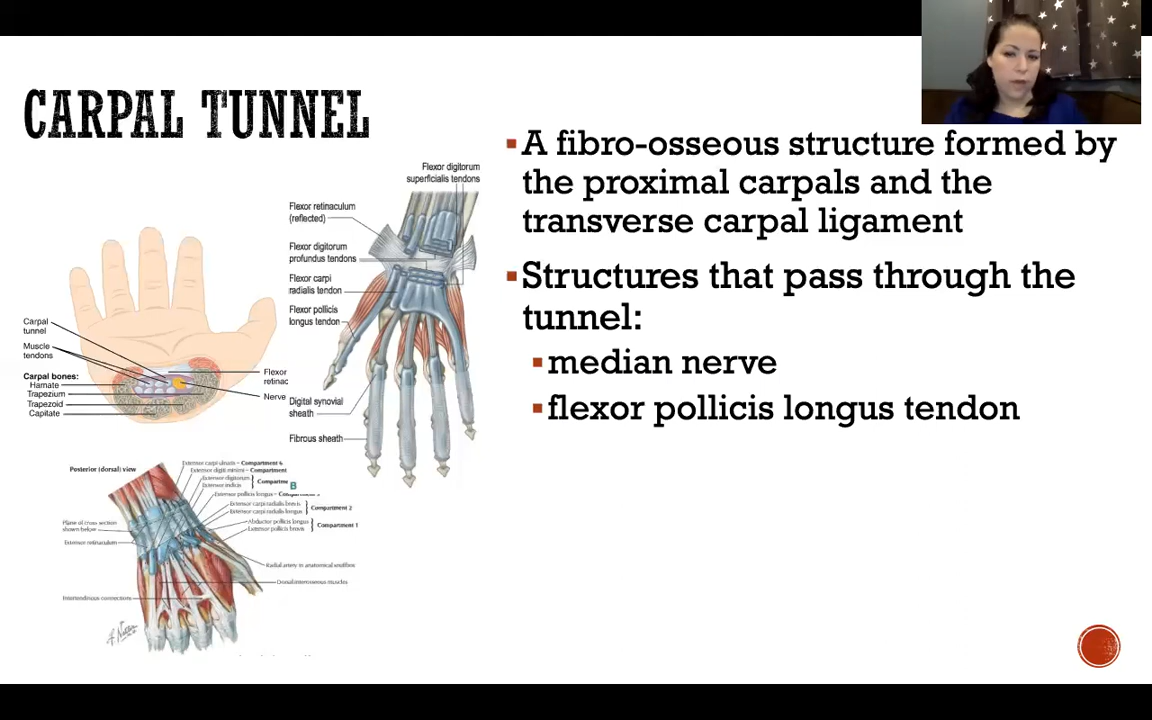 CARPAL TUNNEL
A fibro-osseous structure formed by
the proximal carpals and the
transverse carpal ligament
Structures that pass through the
tunnel:
median nerve
flexor pollicis longus tendon
Flexor digitorum
superficialis tendons
Flexor retinaculum
(reflected)
Flexor digitorum
profundus tendons
Flexor carpi
radialis tendon
Flexor pollicis
longus tendon
Digital synovial
sheath
Fibrous sheath
Carpal
tunnel
Muscle
tendons
Carpal bones:
Hamate
Trapezium
Trapezoid
Capitate
Flexor
retinac
Nerve
Posterior (dorsal) view
Extensor carpi ulnaris – Compartment 6
Extensor digiti minimi – Compartment
Extensor digitorum
Extensor indicis
Compartme
B
Extensor pollicis longus –
Extensor carpi radialis brevis
Extensor carpi radialis longus
Compartment 2
Abductor pollicis longus
Extensor pollicis brevis
Compartment 1
Plane of cross section
shown below
Extensor retinaculum
Radial artery in anatomical snuffbox
Dorsal interosseous muscles
Intertendinous connections